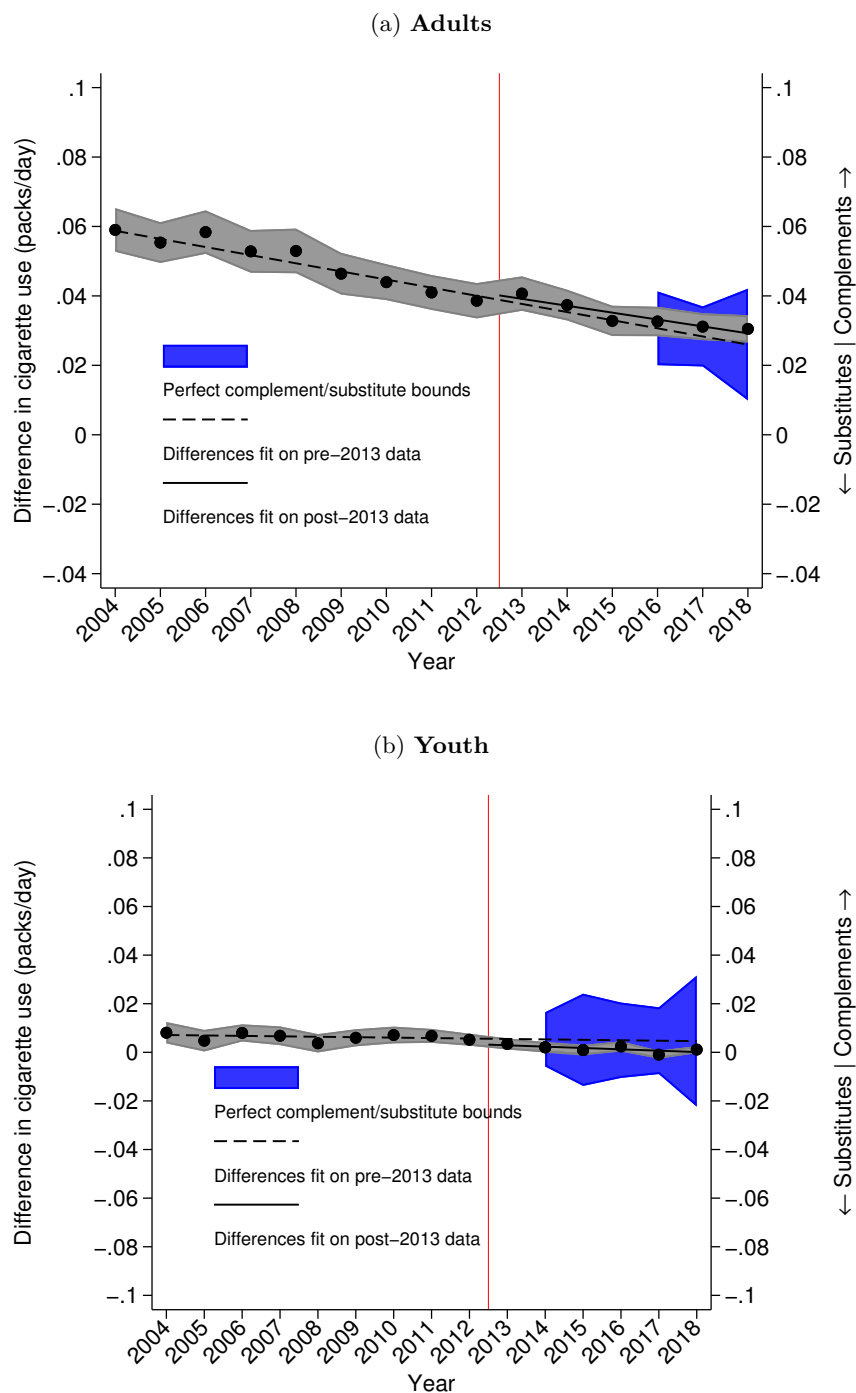 (a) Adults
.1
.08
.06
.04
.02
0
−.02
−.04
Difference in cigarette use (packs/day)
.1
.08
.06
.04
.02
0
−.02
−.04
← Substitutes | Complements →
Perfect complement/substitute bounds
Differences fit on pre−2013 data
Differences fit on post−2013 data
2004 2005 2006 2007 2008 2009 2010 2011 2012 2013 2014 2015 2016 2017 2018
Year
(b) Youth
.1
.08
.06
.04
.02
0
−.02
−.04
−.06
−.08
−.1
Difference in cigarette use (packs/day)
.1
.08
.06
.04
.02
0
−.02
−.04
−.06
−.08
−.1
← Substitutes | Complements →
Perfect complement/substitute bounds
Differences fit on pre−2013 data
Differences fit on post−2013 data
2004 2005 2006 2007 2008 2009 2010 2011 2012 2013 2014 2015 2016 2017 2018
Year